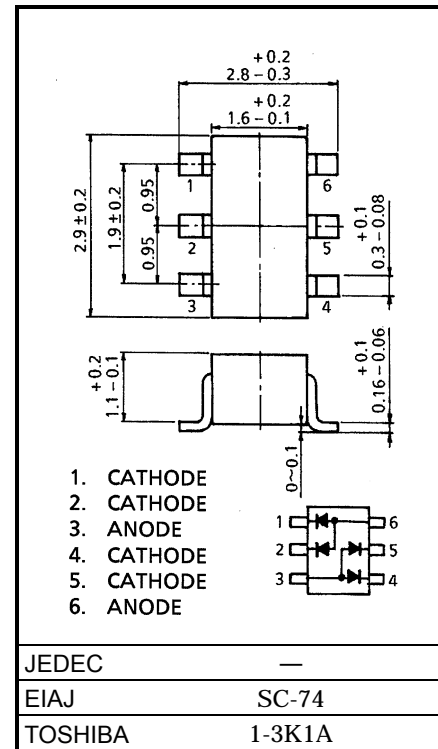 +0.2
2.8 – 0.3
+0.2
1.6 – 0.1
1
6
2
5
3
4
2.9 ± 0.2
1.9 ± 0.2
0.95
0.95
+0.1
0.3 – 0.08
+0.2
1.1 – 0.1
+0.1
0.16 – 0.06
0~0.1
1. CATHODE
2. CATHODE
3. ANODE
4. CATHODE
5. CATHODE
6. ANODE
1 6
2 5
3 4
JEDEC —
EIAJ SC-74
TOSHIBA 1-3K1A